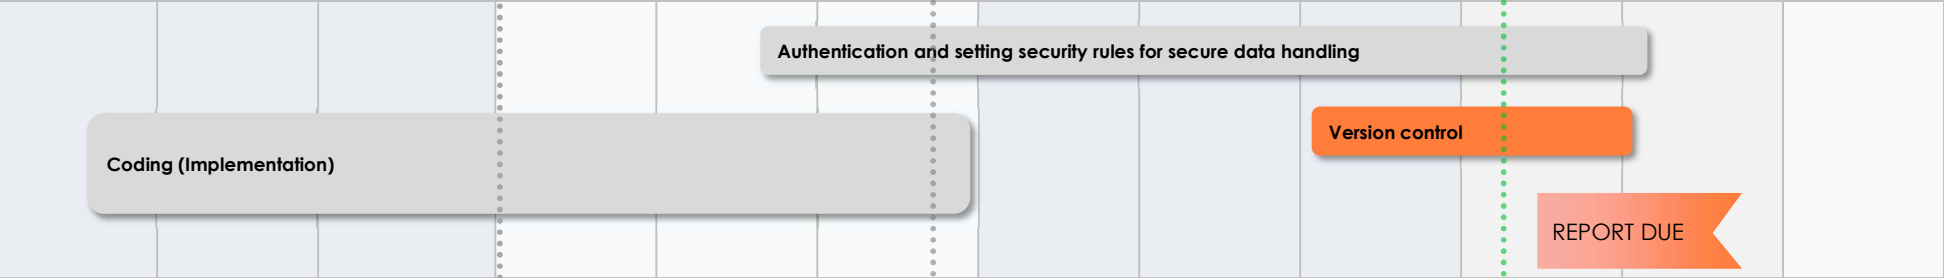 Authentication and setting security rules for secure data handling
Version control
Coding (Implementation)
REPORT DUE